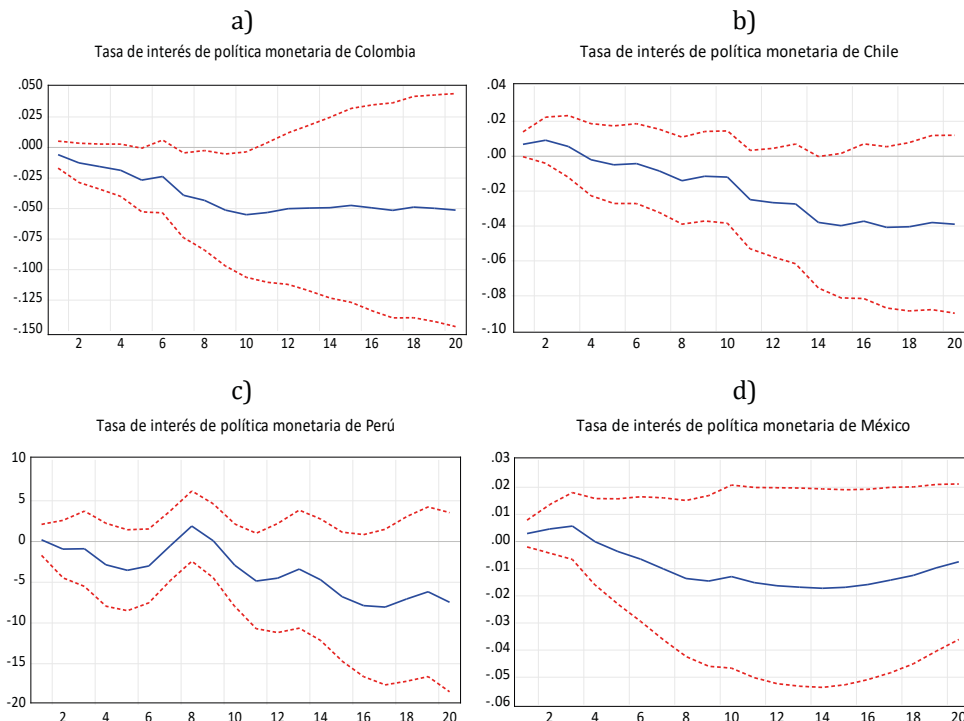 a)
Tasa de interés de política monetaria de Colombia
.050
.025
.000
-.025
-.050
-.075
-.100
-.125
-.150
2 4 6 8 10 12 14 16 18 20
b)
Tasa de interés de política monetaria de Chile
.04
.02
.00
-.02
-.04
-.06
-.08
-.10
2 4 6 8 10 12 14 16 18 20
c)
Tasa de interés de política monetaria de Perú
10
5
0
-5
-10
-15
-20
2 4 6 8 10 12 14 16 18 20
d)
Tasa de interés de política monetaria de México
.03
.02
.01
.00
-.01
-.02
-.03
-.04
-.05
-.06
2 4 6 8 10 12 14 16 18 20